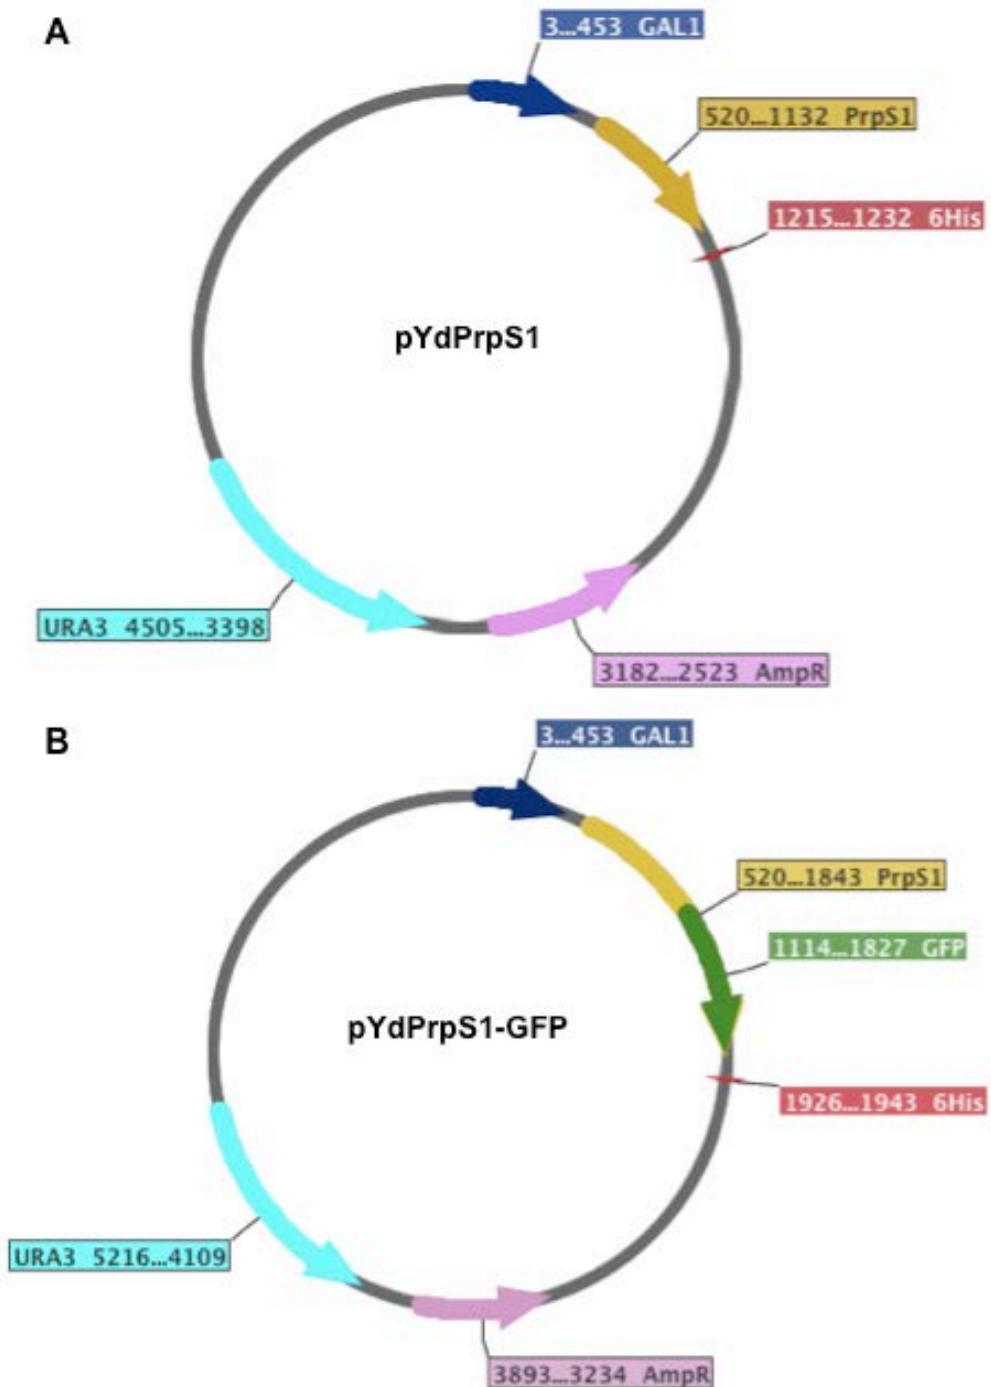 A
3...453 GAL1
520...1132 PrpS1
1215...1232 6His
pYdPrpS1
URA3 4505...3398
3182...2523 AmpR
B
3...453 GAL1
520...1843 PrpS1
1114...1827 GFP
pYdPrpS1-GFP
1926...1943 6His
URA3 5216...4109
3893...3234 AmpR